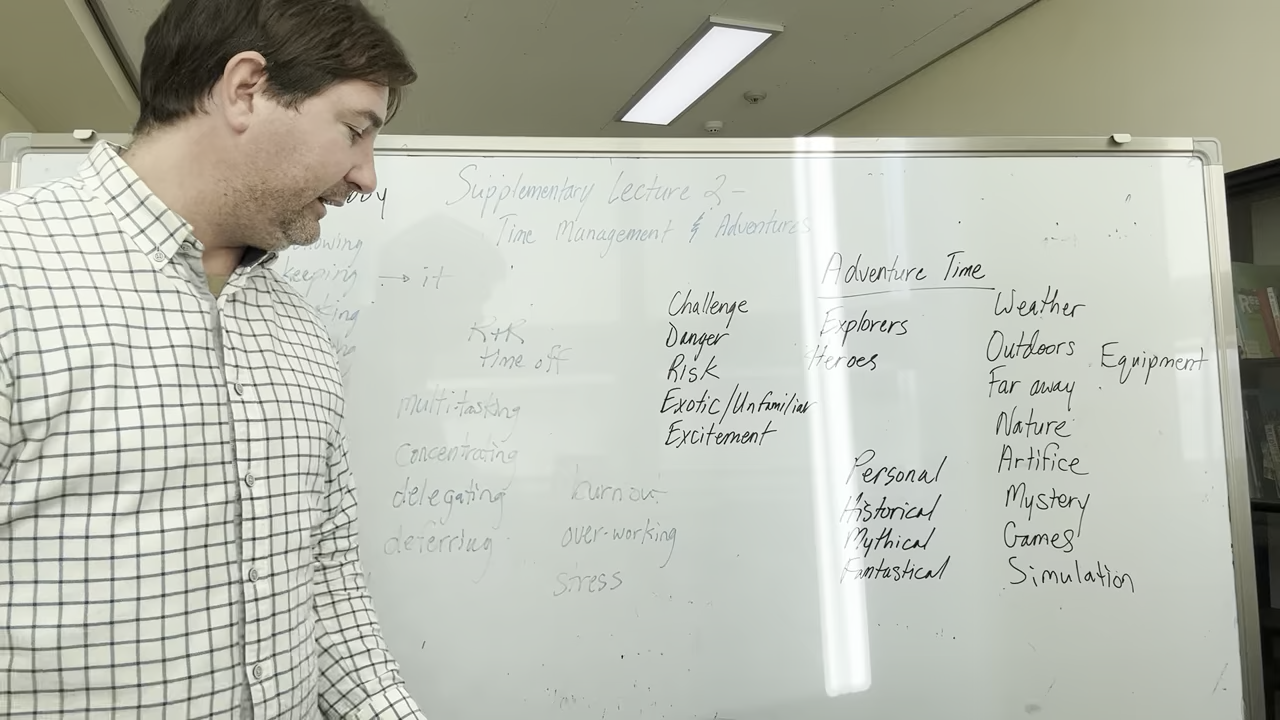 Supplementary Lecture 2 -
Time Management & Adventures
keeping → it
R+R
time off
multi-tasking
concentrating
delegating
deferring
burnout
over-working
stress
Adventure Time
Challenge
Danger
Risk
Exotic/Unfamiliar
Excitement
Explorers
Heroes
Personal
Historical
Mythical
Fantastical
Weather
Outdoors
Far away
Nature
Artifice
Mystery
Games
Simulation
Equipment